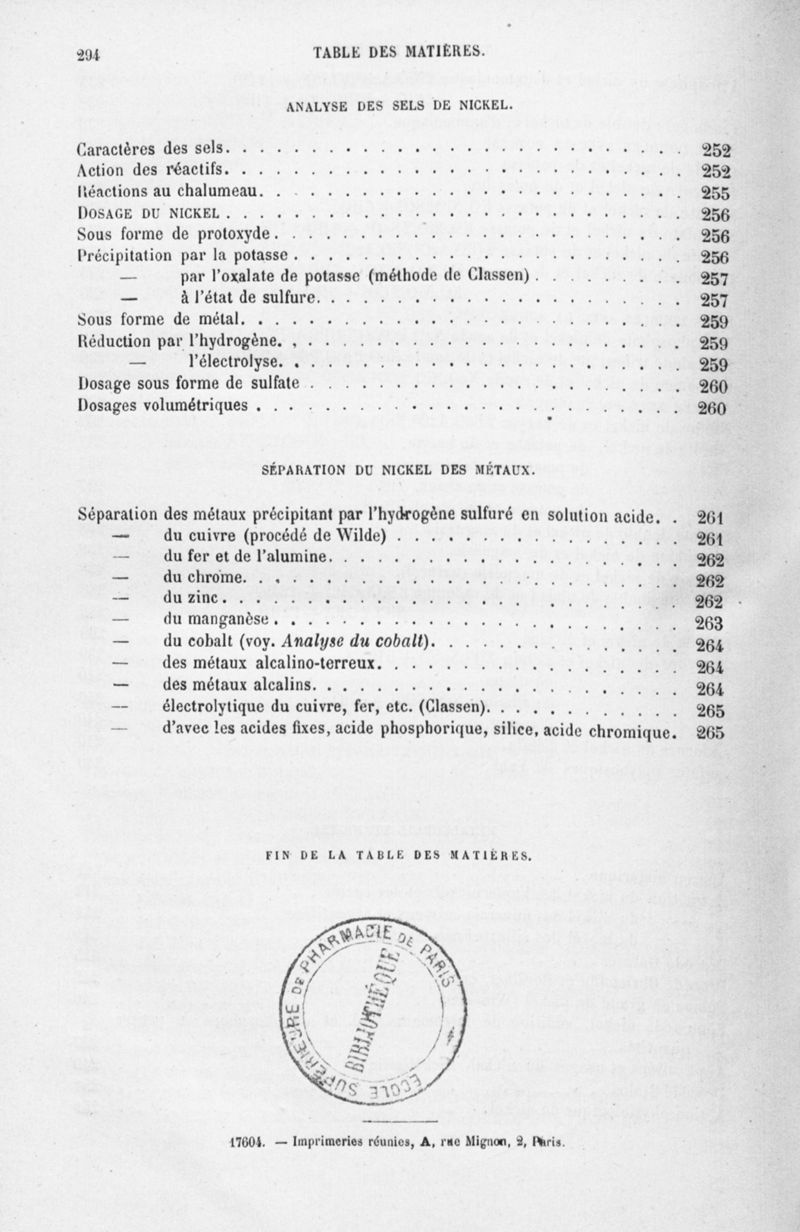 294
TABLE DES MATIÈRES.
ANALYSE DES SELS DE NICKEL.
Caractères des sels. . . . . . . . . . . . . . . . . . . . . . . . . . . 252
Action des réactifs. . . . . . . . . . . . . . . . . . . . . . . . . . . 252
Réactions au chalumeau. . . . . . . . . . . . . . . . . . . . . . . . . 255
DOSAGE DU NICKEL . . . . . . . . . . . . . . . . . . . . . . . . . . . 256
Sous forme de protoxyde . . . . . . . . . . . . . . . . . . . . . . . . 256
Précipitation par la potasse . . . . . . . . . . . . . . . . . . . . . . . 256
— par l'oxalate de potasse (méthode de Classen) . . . . . . . . . 257
— à l'état de sulfure. . . . . . . . . . . . . . . . . . . . . . 257
Sous forme de métal. . . . . . . . . . . . . . . . . . . . . . . . . . 259
Réduction par l'hydrogène. , . . . . . . . . . . . . . . . . . . . . . . 259
— l'électrolyse. . . . . . . . . . . . . . . . . . . . . . . . 259
Dosage sous forme de sulfate . . . . . . . . . . . . . . . . . . . . . . 260
Dosages volumétriques . . . . . . . . . . . . . . . . . . . . . . . . . 260
SÉPARATION DU NICKEL DES MÉTAUX.
Séparation des métaux précipitant par l'hydrogène sulfuré en solution acide. . 261
— du cuivre (procédé de Wilde) . . . . . . . . . . . . . . . . . 261
— du fer et de l'alumine. . . . . . . . . . . . . . . . . . . . . 262
— du chrome. . . . . . . . . . . . . . . . . . . . . . . . . . 262
— du zinc . . . . . . . . . . . . . . . . . . . . . . . . . . . 262
— du manganèse . . . . . . . . . . . . . . . . . . . . . . . . 263
— du cobalt (voy. Analyse du cobalt). . . . . . . . . . . . . . . 264
— des métaux alcalino-terreux. . . . . . . . . . . . . . . . . . 264
— des métaux alcalins. . . . . . . . . . . . . . . . . . . . . . 264
— électrolytique du cuivre, fer, etc. (Classen). . . . . . . . . . . . 265
— d'avec les acides fixes, acide phosphorique, silice, acide chromique. 265
FIN DE LA TABLE DES MATIÈRES.
ÉCOLE SUPÉRIEURE DE PHARMACIE DE PARIS
BIBLIOTHÉQUE
17604. — Imprimeries réunies, A, rue Mignon, 2, Paris.